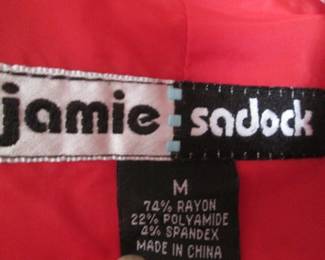 jamie sadock
M
74% RAYON
22% POLYAMIDE
4% SPANDEX
MADE IN CHINA